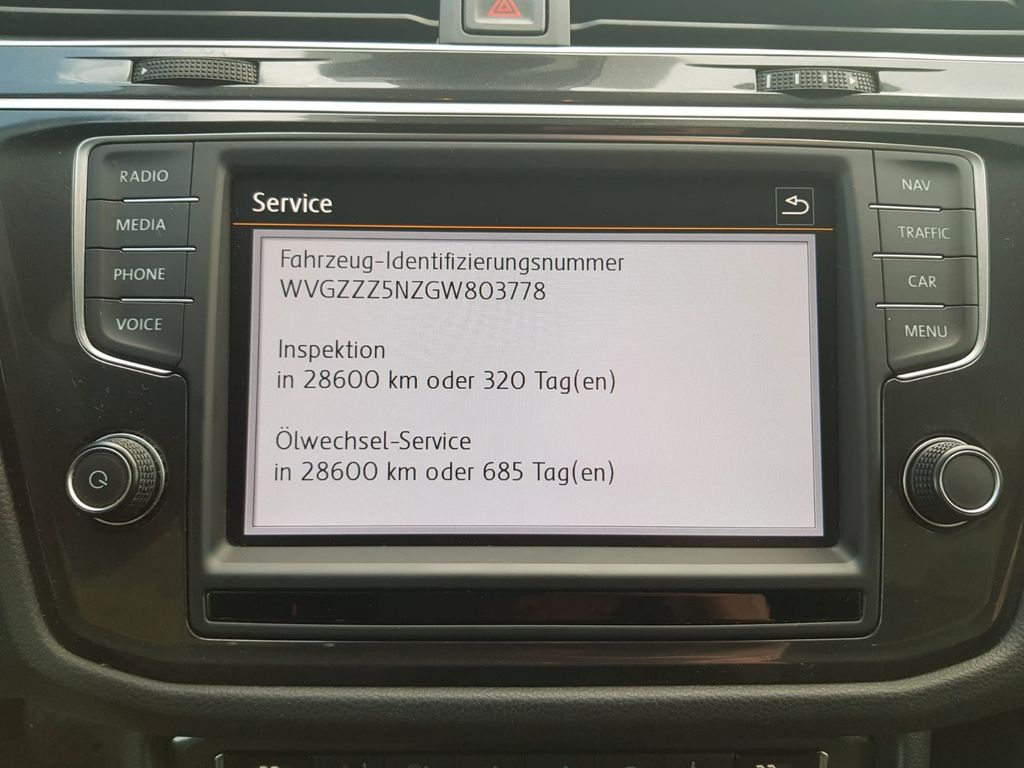 RADIO
MEDIA
PHONE
VOICE
Service
Fahrzeug-Identifizierungsnummer
WVGZZZ5NZGW803778
Inspektion
in 28600 km oder 320 Tag(en)
Ölwechsel-Service
in 28600 km oder 685 Tag(en)
NAV
TRAFFIC
CAR
MENU